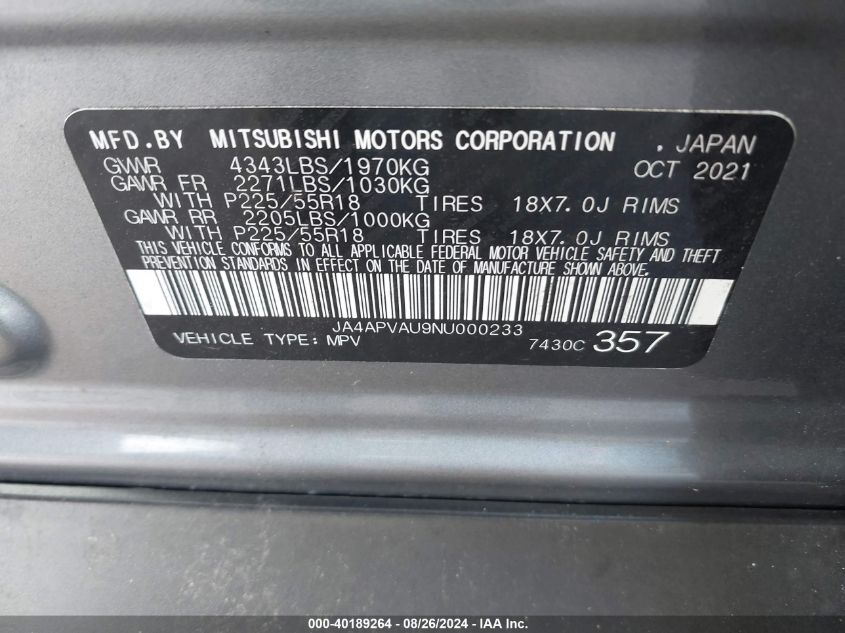 MFD.BY MITSUBISHI MOTORS CORPORATION . JAPAN
GVWR 4343LBS/1970KG OCT 2021
GAWR FR 2271LBS/1030KG
WITH P225/55R18 TIRES 18X7.0J RIMS
GAWR RR 2205LBS/1000KG
WITH P225/55R18 TIRES 18X7.0J RIMS
THIS VEHICLE CONFORMS TO ALL APPLICABLE FEDERAL MOTOR VEHICLE SAFETY AND THEFT
PREVENTION STANDARDS IN EFFECT ON THE DATE OF MANUFACTURE SHOWN ABOVE.
JA4APVAU9NU000233
VEHICLE TYPE: MPV 7430C 357
000-40189264 - 08/26/2024 - IAAI.COM